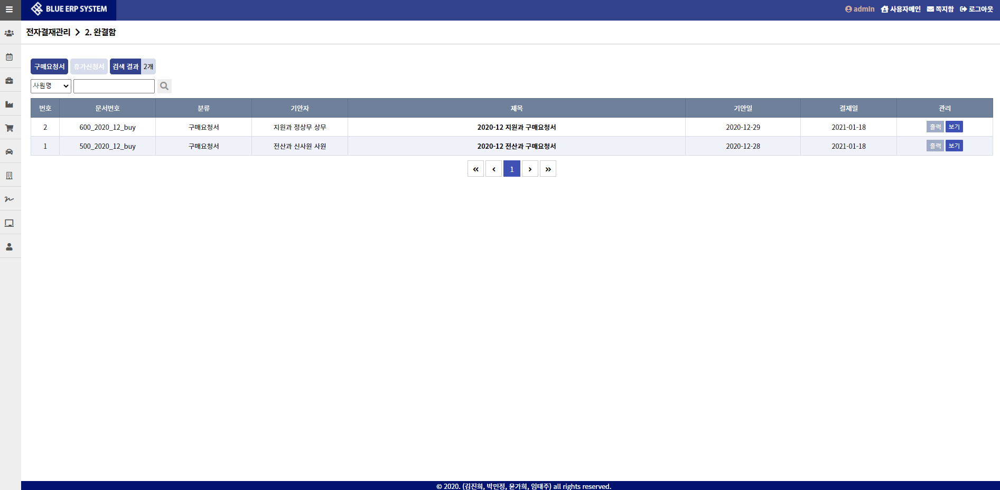 BLUE ERP SYSTEM
admin 사용자메인 쪽지함 로그아웃
전자결재관리 2. 완결함
구매요청서 휴가신청서 검색 결과 2개
사원명
번호 문서번호 분류 기안자 제목 기안일 결재일 관리
2 600_2020_12_buy 구매요청서 지원과 정상무 상무 2020-12 지원과 구매요청서 2020-12-29 2021-01-18 출력 보기
1 500_2020_12_buy 구매요청서 전산과 신사원 사원 2020-12 전산과 구매요청서 2020-12-28 2021-01-18 출력 보기
1
© 2020. (김진희, 박민정, 윤가희, 임태주) all rights reserved.